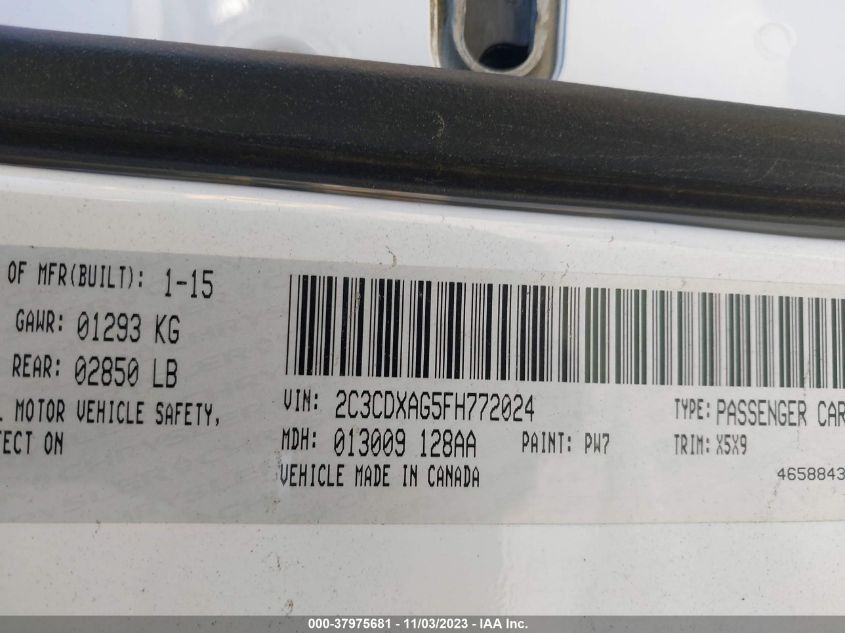 OF MFR(BUILT): 1-15
GAWR: 01293 KG
REAR: 02850 LB
MOTOR VEHICLE SAFETY,
ON
VIN: 2C3CDXAG5FH772024
TYPE: PASSENGER CAR
MDH: 013009 128AA
PAINT: PW7
TRIM: X5X9
VEHICLE MADE IN CANADA
4658843
000-37975681 - 11/03/2023 - IAA Inc.